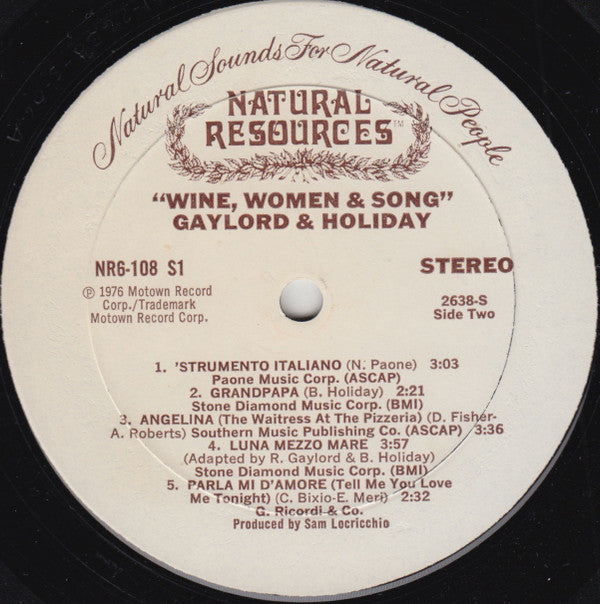 Natural Sounds For Natural People
NATURAL
RESOURCES™
"WINE, WOMEN & SONG"
GAYLORD & HOLIDAY
NR6-108 S1
STEREO
℗ 1976 Motown Record
Corp./Trademark
Motown Record Corp.
2638-S
Side Two
1. 'STRUMENTO ITALIANO (N. Paone) 3:03
Paone Music Corp. (ASCAP)
2. GRANDPAPA (B. Holiday) 2:21
Stone Diamond Music Corp. (BMI)
3. ANGELINA (The Waitress At The Pizzeria) (D. Fisher-
A. Roberts) Southern Music Publishing Co. (ASCAP) 3:36
4. LUNA MEZZO MARE 3:57
(Adapted by R. Gaylord & B. Holiday)
Stone Diamond Music Corp. (BMI)
5. PARLA MI D'AMORE (Tell Me You Love
Me Tonight) (C. Bixio-E. Meri) 2:32
G. Ricordi & Co.
Produced by Sam Locricchio